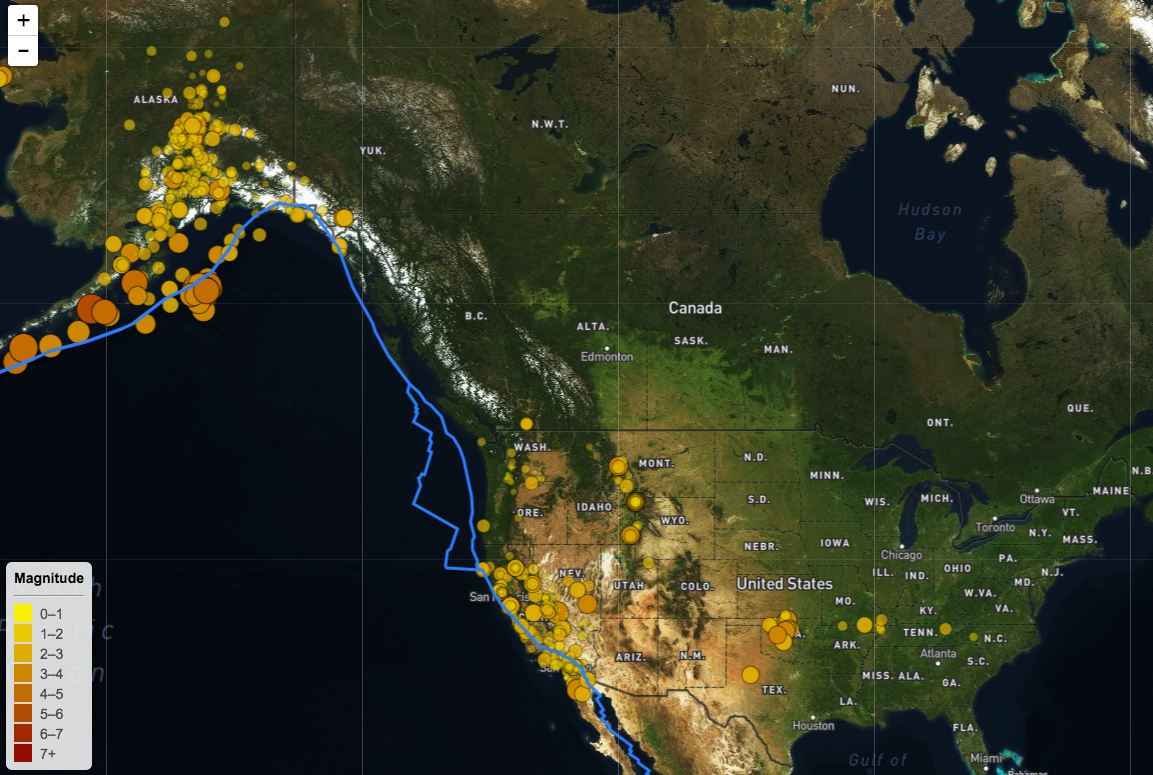 +
−
ALASKA
NUN.
N.W.T.
YUK.
Hudson
Bay
Canada
B.C.
ALTA.
SASK.
MAN.
Edmonton
QUE.
ONT.
WASH.
MONT.
N.D.
MINN.
N.B.
MAINE
Ottawa
WIS.
MICH.
S.D.
IDAHO
ORE.
WYO.
VT.
Toronto
N.Y.
MASS.
NEBR.
IOWA
Chicago
PA.
OHIO
N.J.
ILL.
IND.
MD.
NEV.
UTAH
COLO.
United States
W.VA.
VA.
San
MO.
KY.
TENN.
N.C.
ARK.
ARIZ.
N.M.
Atlanta
S.C.
MISS.
ALA.
GA.
TEX.
LA.
Houston
FLA.
Gulf of
Miami
Bahamas
Magnitude
0–1
1–2
2–3
3–4
4–5
5–6
6–7
7+